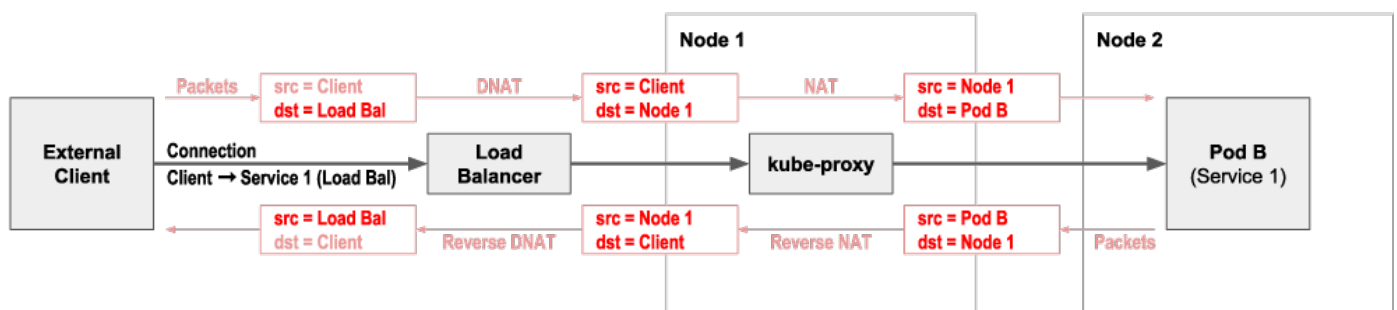 Node 1
Node 2
Packets
src = Client
dst = Load Bal
DNAT
src = Client
dst = Node 1
NAT
src = Node 1
dst = Pod B
External
Client
Connection
Client → Service 1 (Load Bal)
Load
Balancer
kube-proxy
Pod B
(Service 1)
src = Load Bal
dst = Client
Reverse DNAT
src = Node 1
dst = Client
Reverse NAT
src = Pod B
dst = Node 1
Packets